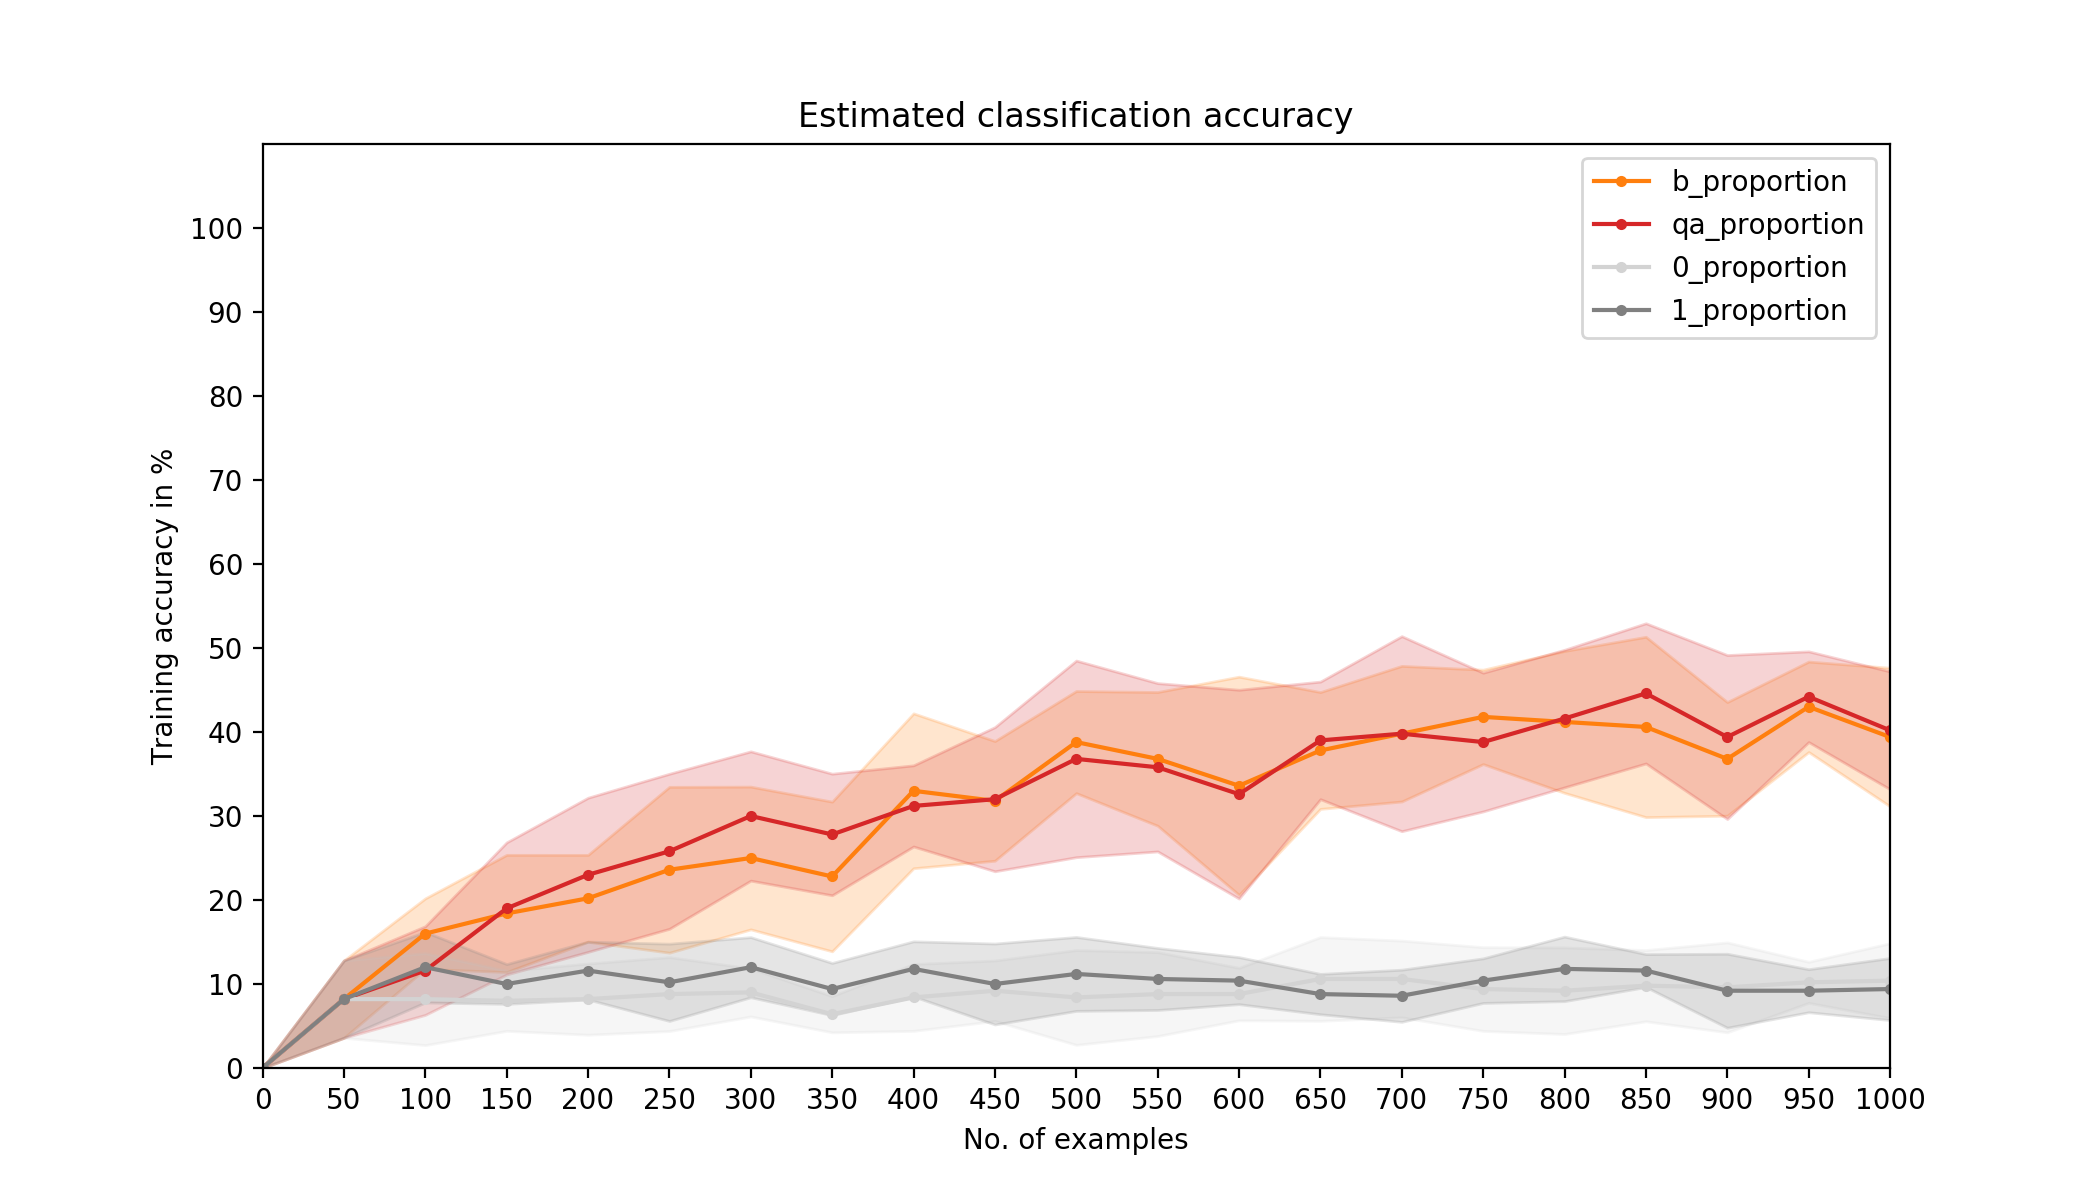 Estimated classification accuracy
b_proportion
qa_proportion
0_proportion
1_proportion
100
90
80
70
60
50
40
30
20
10
0
Training accuracy in %
0 50 100 150 200 250 300 350 400 450 500 550 600 650 700 750 800 850 900 950 1000
No. of examples